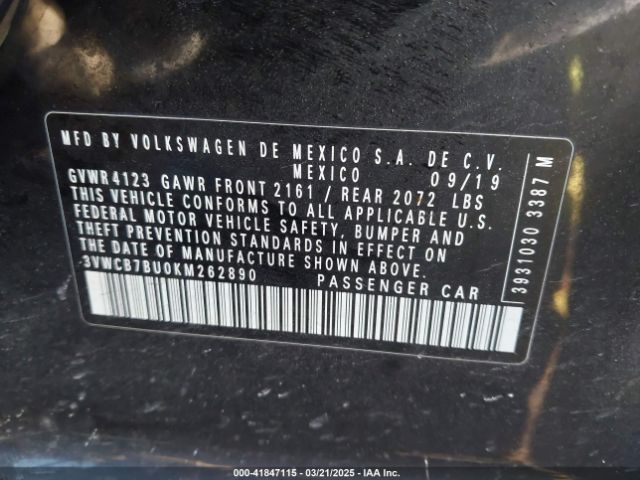 MFD BY VOLKSWAGEN DE MEXICO S.A. DE C.V.
MEXICO 09/19
GVWR 4123 GAWR FRONT 2161 / REAR 2072 LBS
THIS VEHICLE CONFORMS TO ALL APPLICABLE U.S.
FEDERAL MOTOR VEHICLE SAFETY, BUMPER AND
THEFT PREVENTION STANDARDS IN EFFECT ON
THE DATE OF MANUFACTURE SHOWN ABOVE.
3VWCB7BU0KM262890 PASSENGER CAR
3931030 3387 M
000-41847115 - 03/21/2025 - IAA Inc.